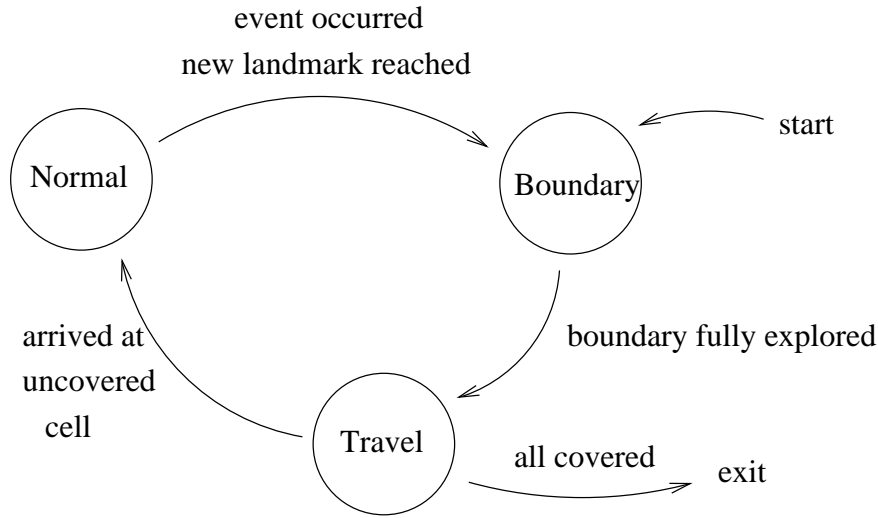 event occurred
new landmark reached
start
Normal
Boundary
arrived at
uncovered
cell
boundary fully explored
Travel
all covered
exit